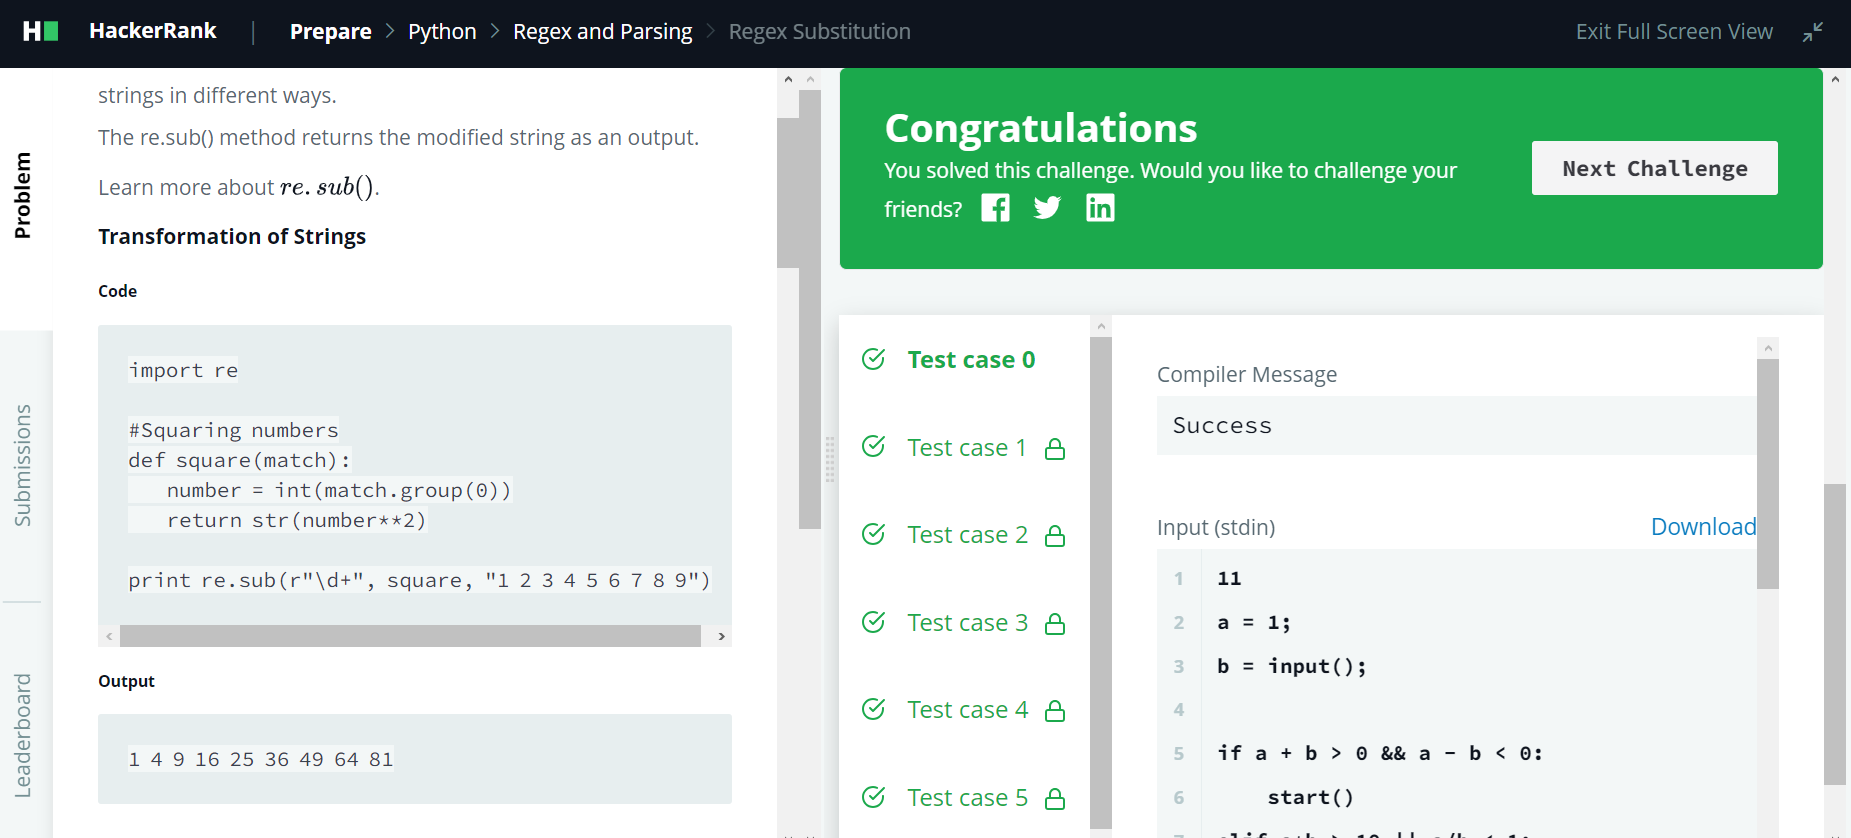 HackerRank | Prepare > Python > Regex and Parsing > Regex Substitution
Exit Full Screen View
Problem
Submissions
Leaderboard
strings in different ways.
The re.sub() method returns the modified string as an output.
Learn more about re. sub().
Transformation of Strings
Code
import re
#Squaring numbers
def square(match):
    number = int(match.group(0))
    return str(number**2)
print re.sub(r"\d+", square, "1 2 3 4 5 6 7 8 9")
Output
1 4 9 16 25 36 49 64 81
Congratulations
You solved this challenge. Would you like to challenge your
friends?
Next Challenge
Test case 0
Test case 1
Test case 2
Test case 3
Test case 4
Test case 5
Compiler Message
Success
Input (stdin)
Download
1 11
2 a = 1;
3 b = input();
4
5 if a + b > 0 && a - b < 0:
6     start()